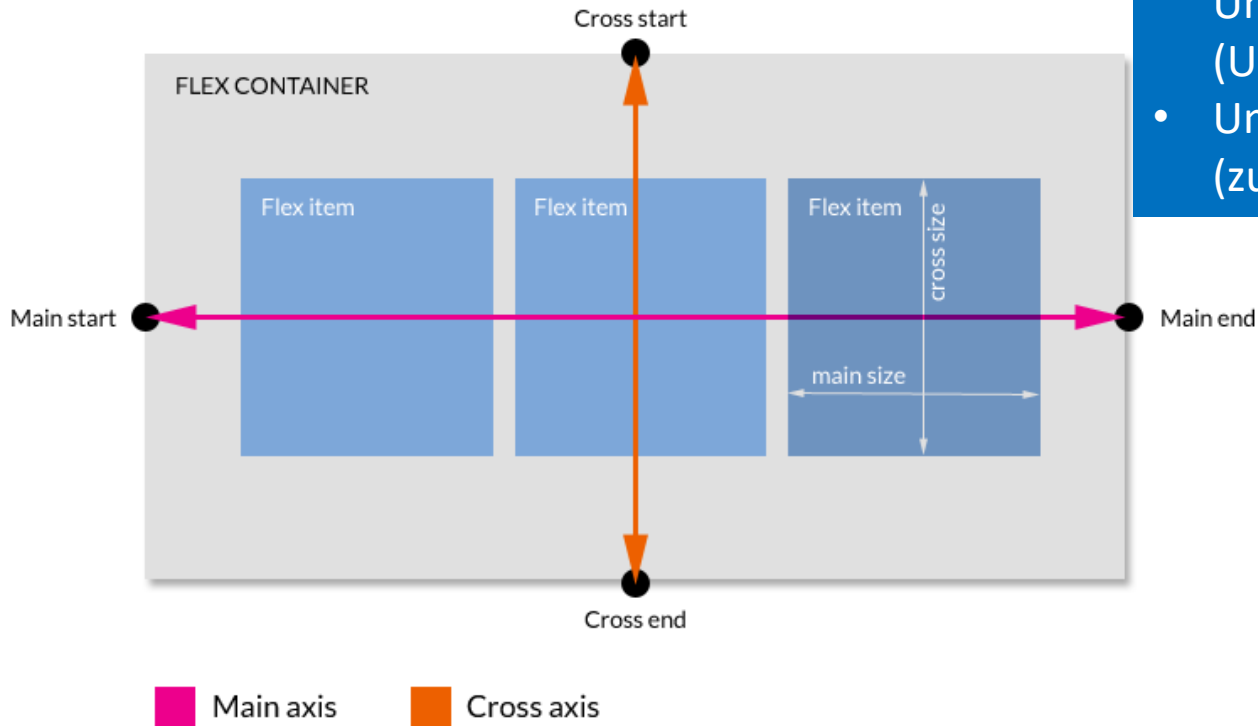 Cross start
(U
•
(zu
FLEX CONTAINER
Flex item
Flex item
Flex item
cross size
Main start
Main end
main size
Cross end
Main axis
Cross axis